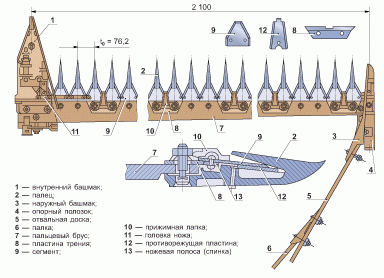 2 100
1
t₀ = 76,2
9
12
8
2
11
9
10
8
7
3
4
10
9
2
7
8
13
12
5
6
1 — внутренний башмак;
2 — палец;
3 — наружный башмак;
4 — опорный полозок;
5 — отвальная доска;
6 — палка;
7 — пальцевый брус;
8 — пластина трения;
9 — сегмент;
10 — прижимная лапка;
11 — головка ножа;
12 — противорежущая пластина;
13 — ножевая полоса (спинка)